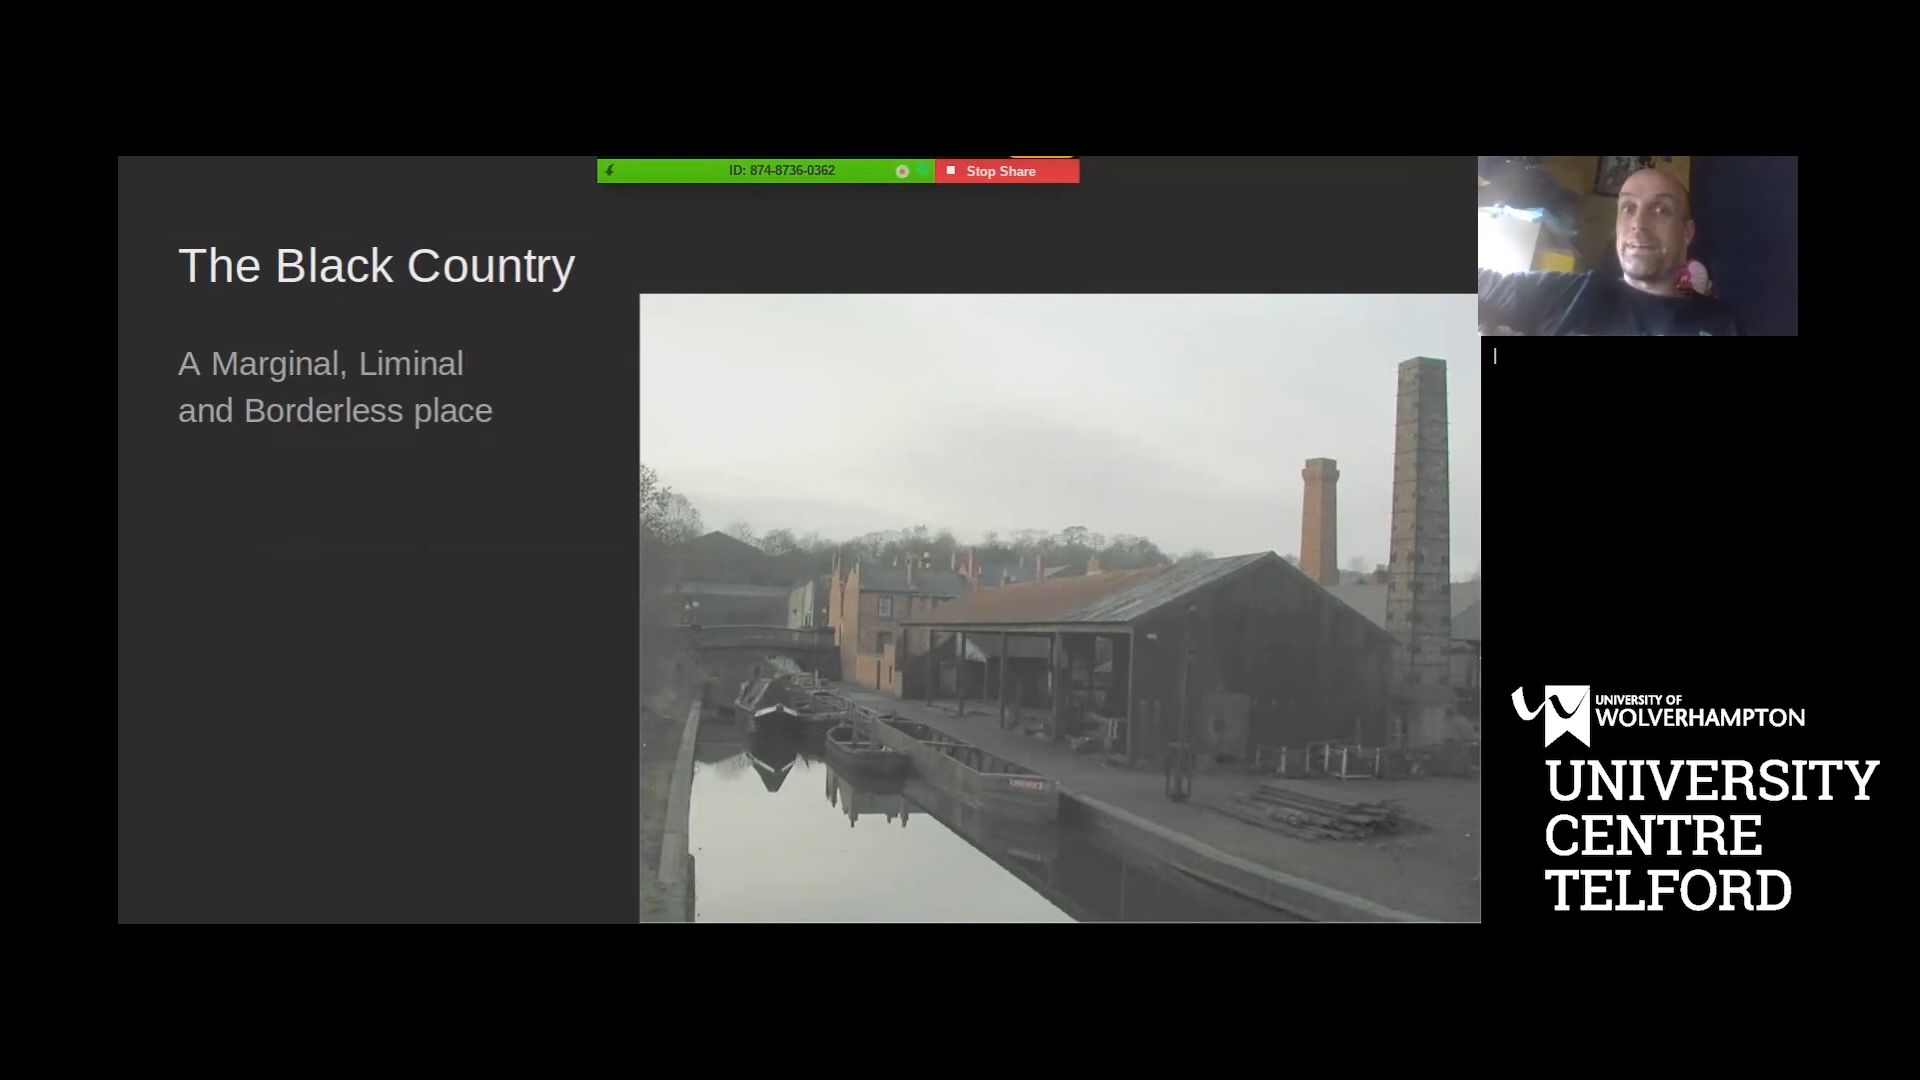 ID: 874-8736-0362
Stop Share
The Black Country
A Marginal, Liminal
and Borderless place
UNIVERSITY OF
WOLVERHAMPTON
UNIVERSITY
CENTRE
TELFORD